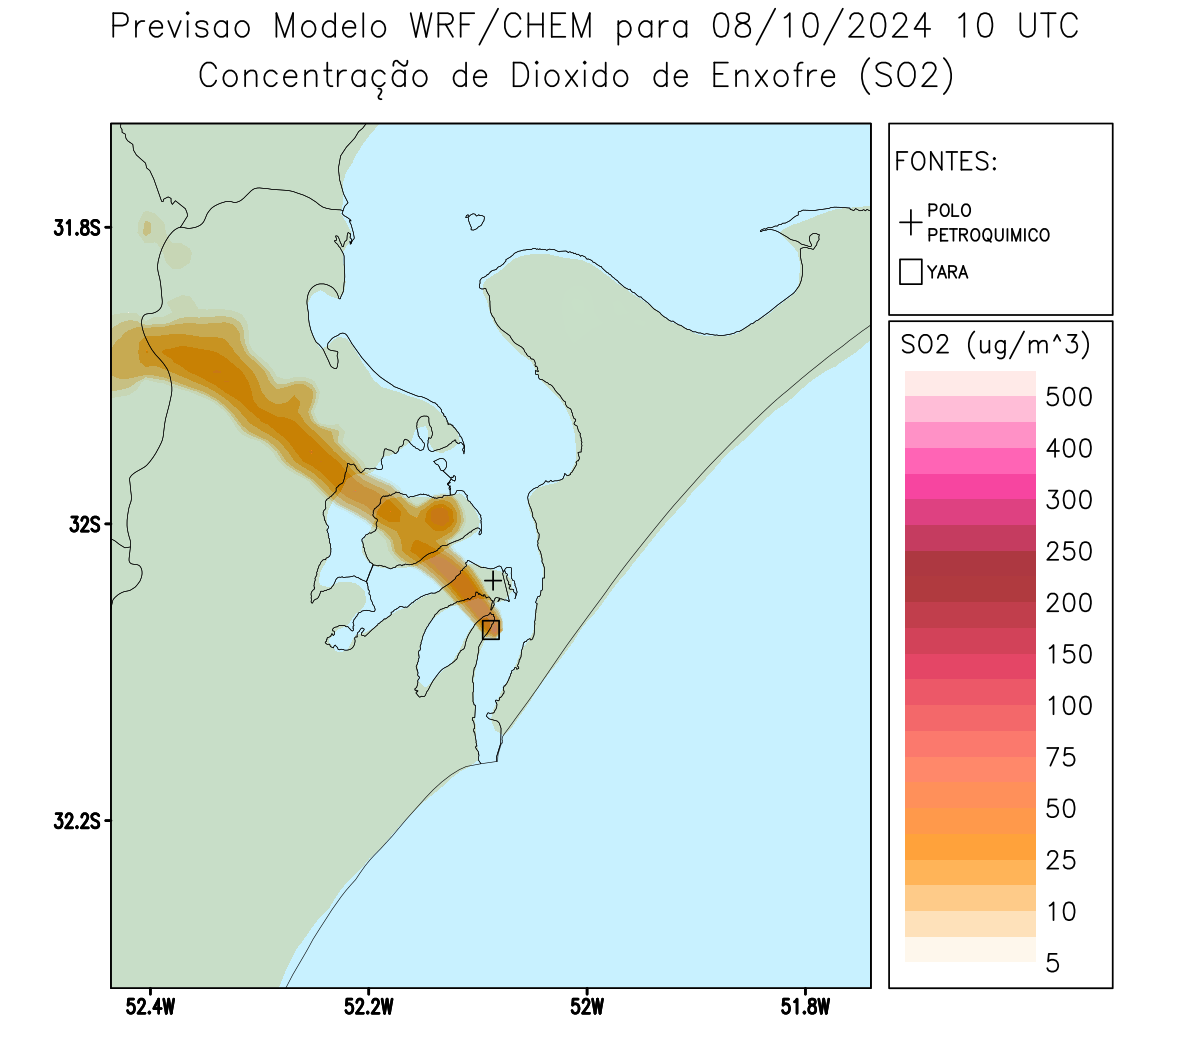 Previsao Modelo WRF/CHEM para 08/10/2024 10 UTC
Concentração de Dioxido de Enxofre (SO2)
FONTES:
POLO
PETROQUIMICO
YARA
31.8S
32S
32.2S
52.4W
52.2W
52W
51.8W
SO2 (ug/m^3)
500
400
300
250
200
150
100
75
50
25
10
5